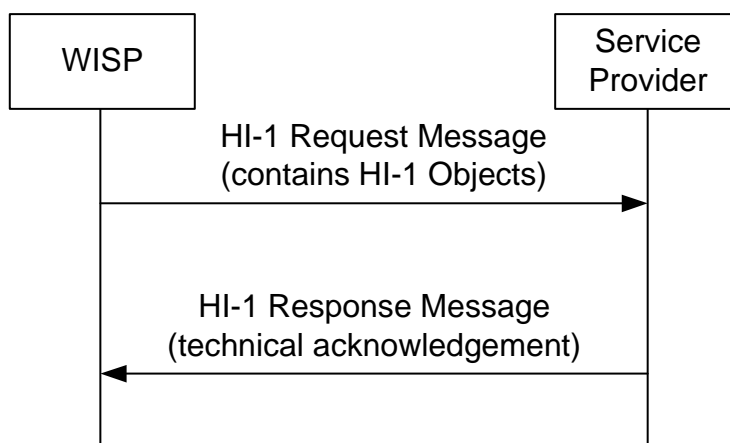 WISP
Service
Provider
HI-1 Request Message
(contains HI-1 Objects)
HI-1 Response Message
(technical acknowledgement)